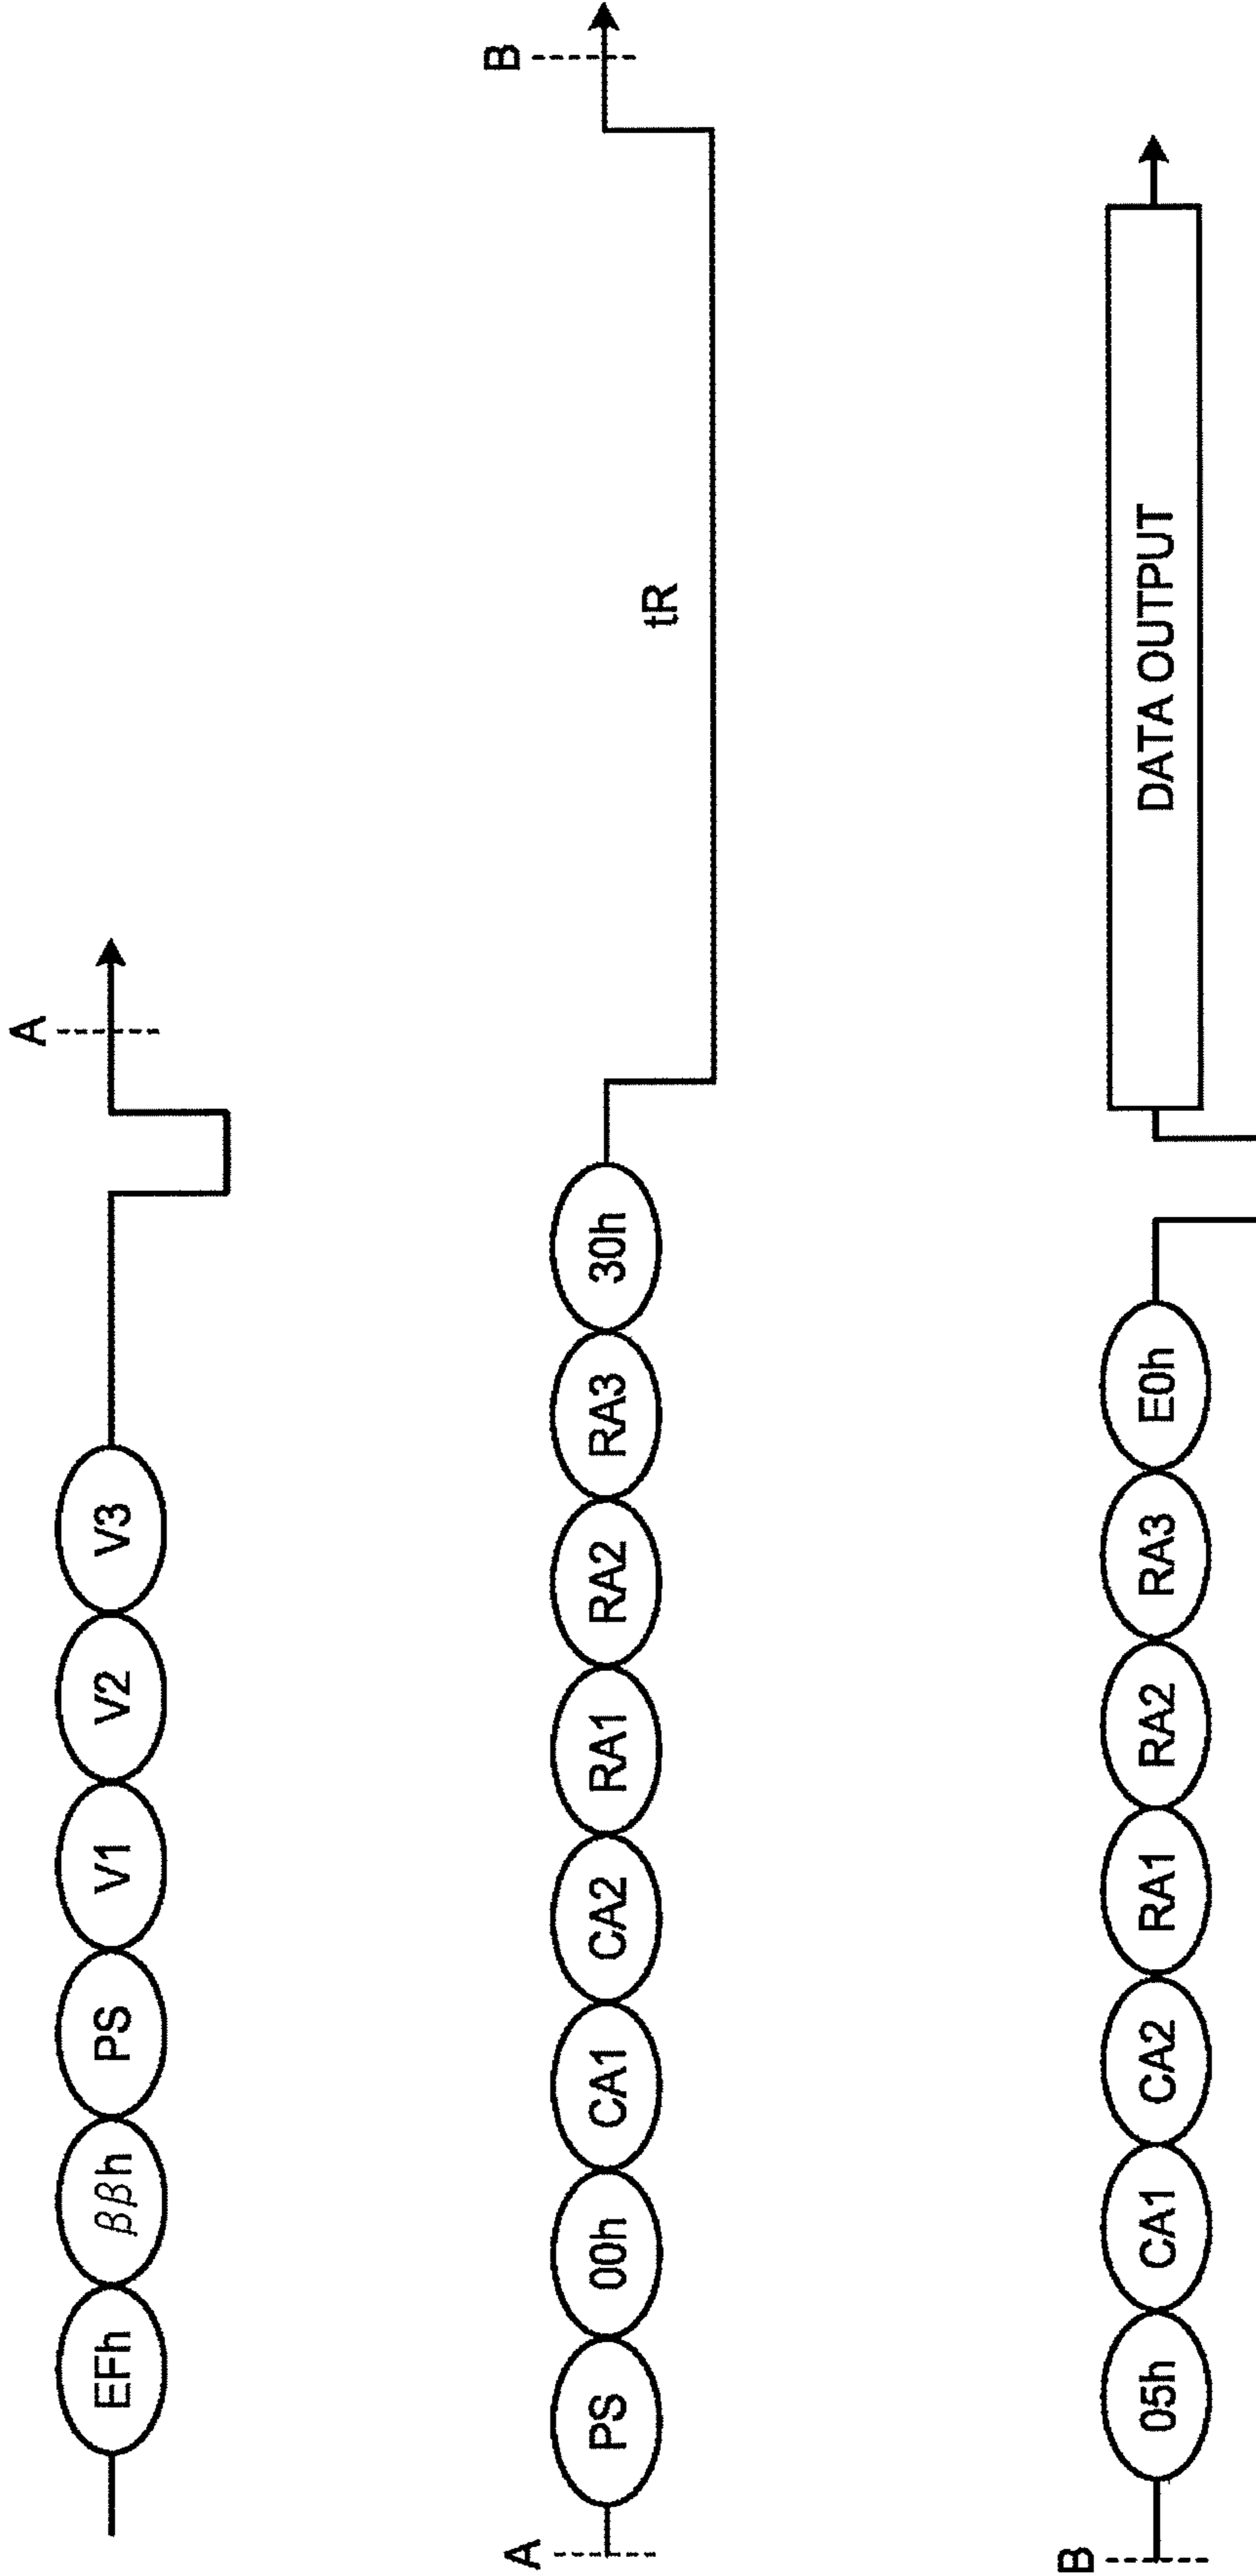 EFh ββh PS V1 V2 V3 A
A PS 00h CA1 CA2 RA1 RA2 RA3 30h tR B
B 05h CA1 CA2 RA1 RA2 RA3 E0h DATA OUTPUT